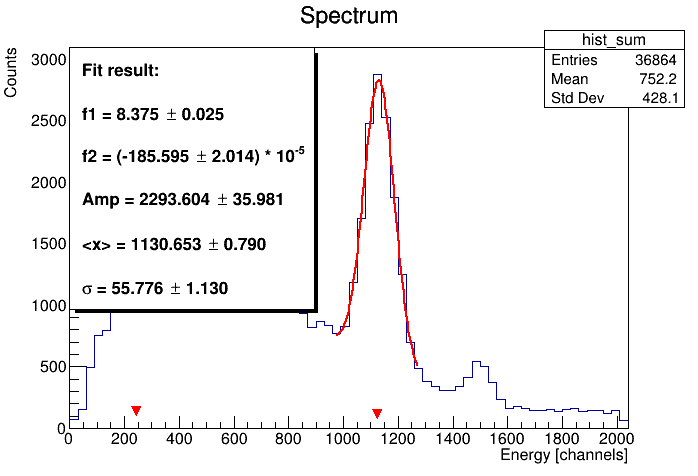 Spectrum
hist_sum
Entries 36864
Mean 752.2
Std Dev 428.1
Counts
3000
2500
2000
1500
1000
500
0
Fit result:
f1 = 8.375 ± 0.025
f2 = (-185.595 ± 2.014) * 10⁻⁵
Amp = 2293.604 ± 35.981
<x> = 1130.653 ± 0.790
σ = 55.776 ± 1.130
0 200 400 600 800 1000 1200 1400 1600 1800 2000
Energy [channels]